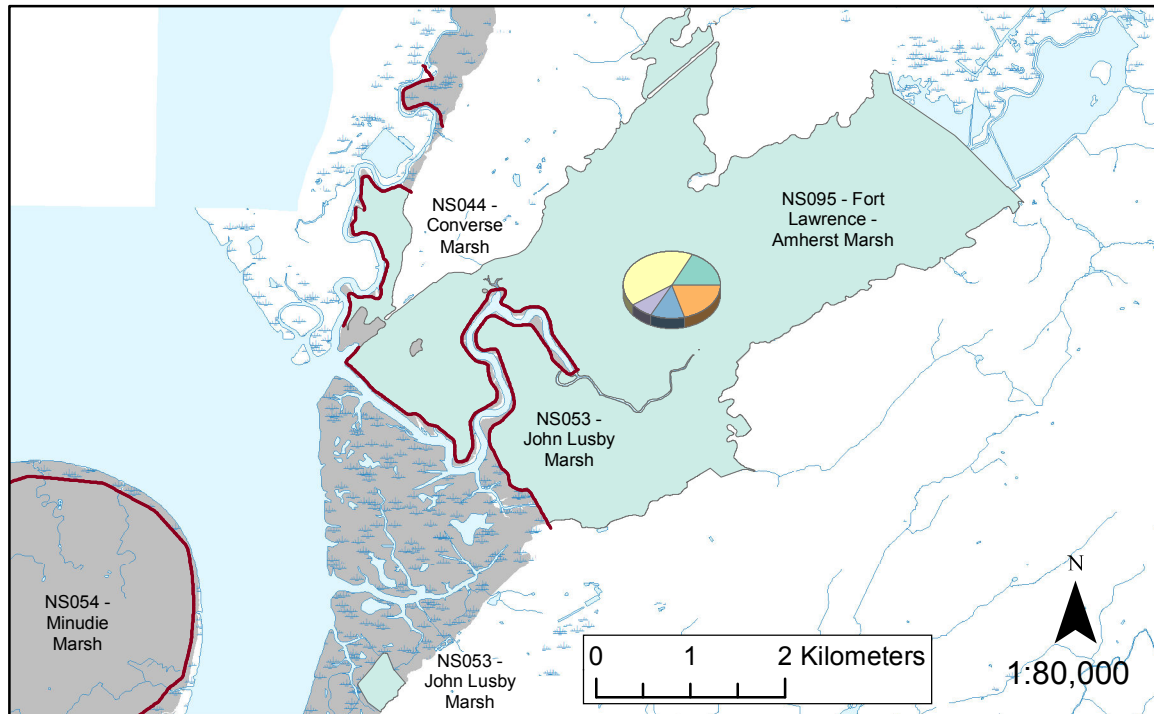 NS044 -
Converse
Marsh
NS095 - Fort
Lawrence -
Amherst Marsh
NS053 -
John Lusby
Marsh
NS054 -
Minudie
Marsh
NS053 -
John Lusby
Marsh
0 1 2 Kilometers
N
1:80,000